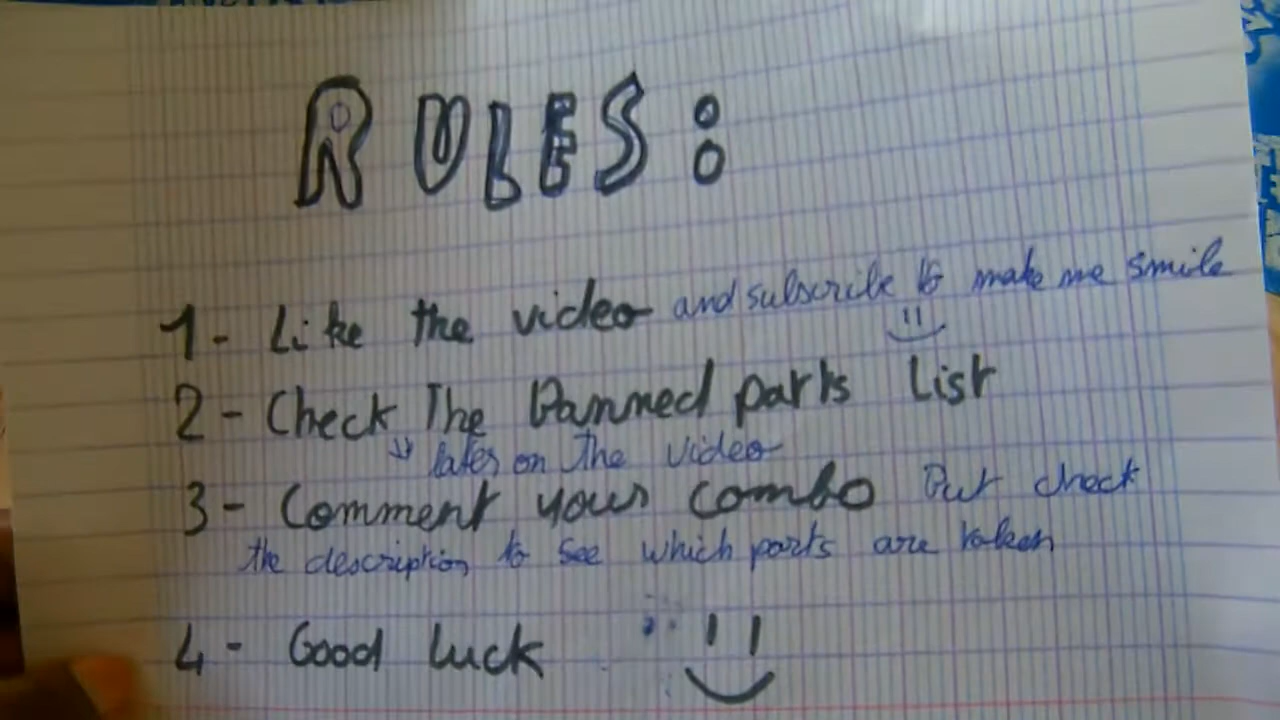 RULES:
1- Like the video and subscribe to make me smile
2- Check The Banned parts List
later on the video
3- Comment your combo But check
the description to see which parts are taken
4- Good luck